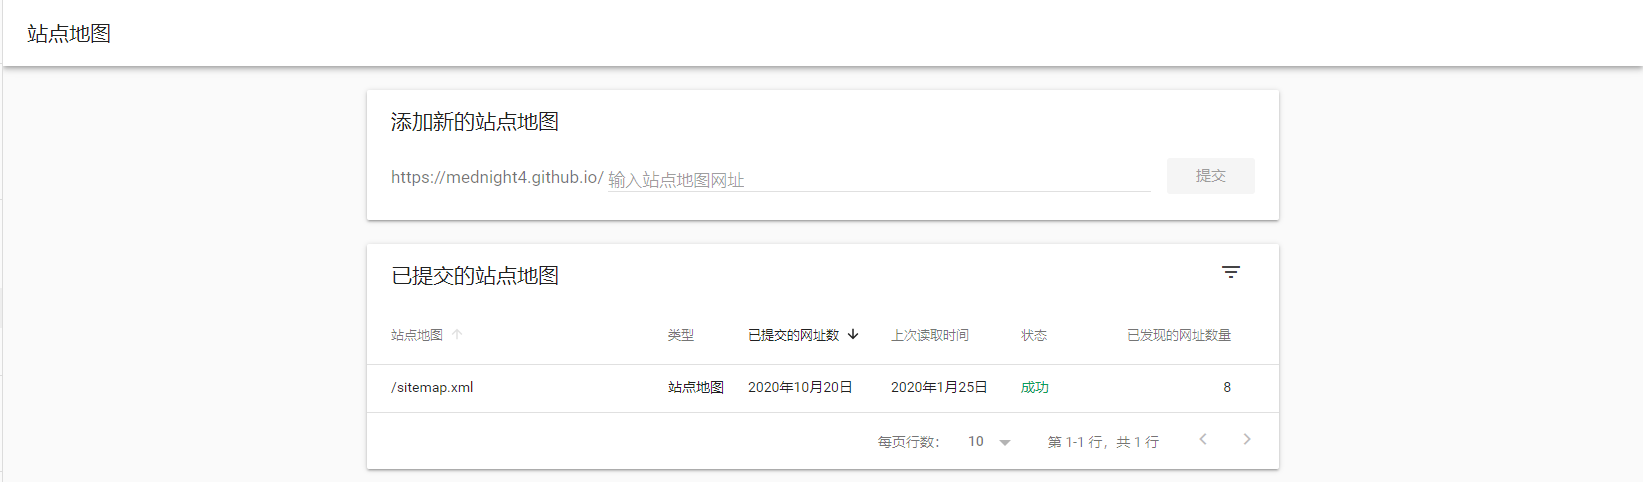 站点地图
添加新的站点地图
https://mednight4.github.io/ 输入站点地图网址 提交
已提交的站点地图
站点地图 类型 已提交的网址数 上次读取时间 状态 已发现的网址数量
/sitemap.xml 站点地图 2020年10月20日 2020年1月25日 成功 8
每页行数： 10 第 1-1 行，共 1 行